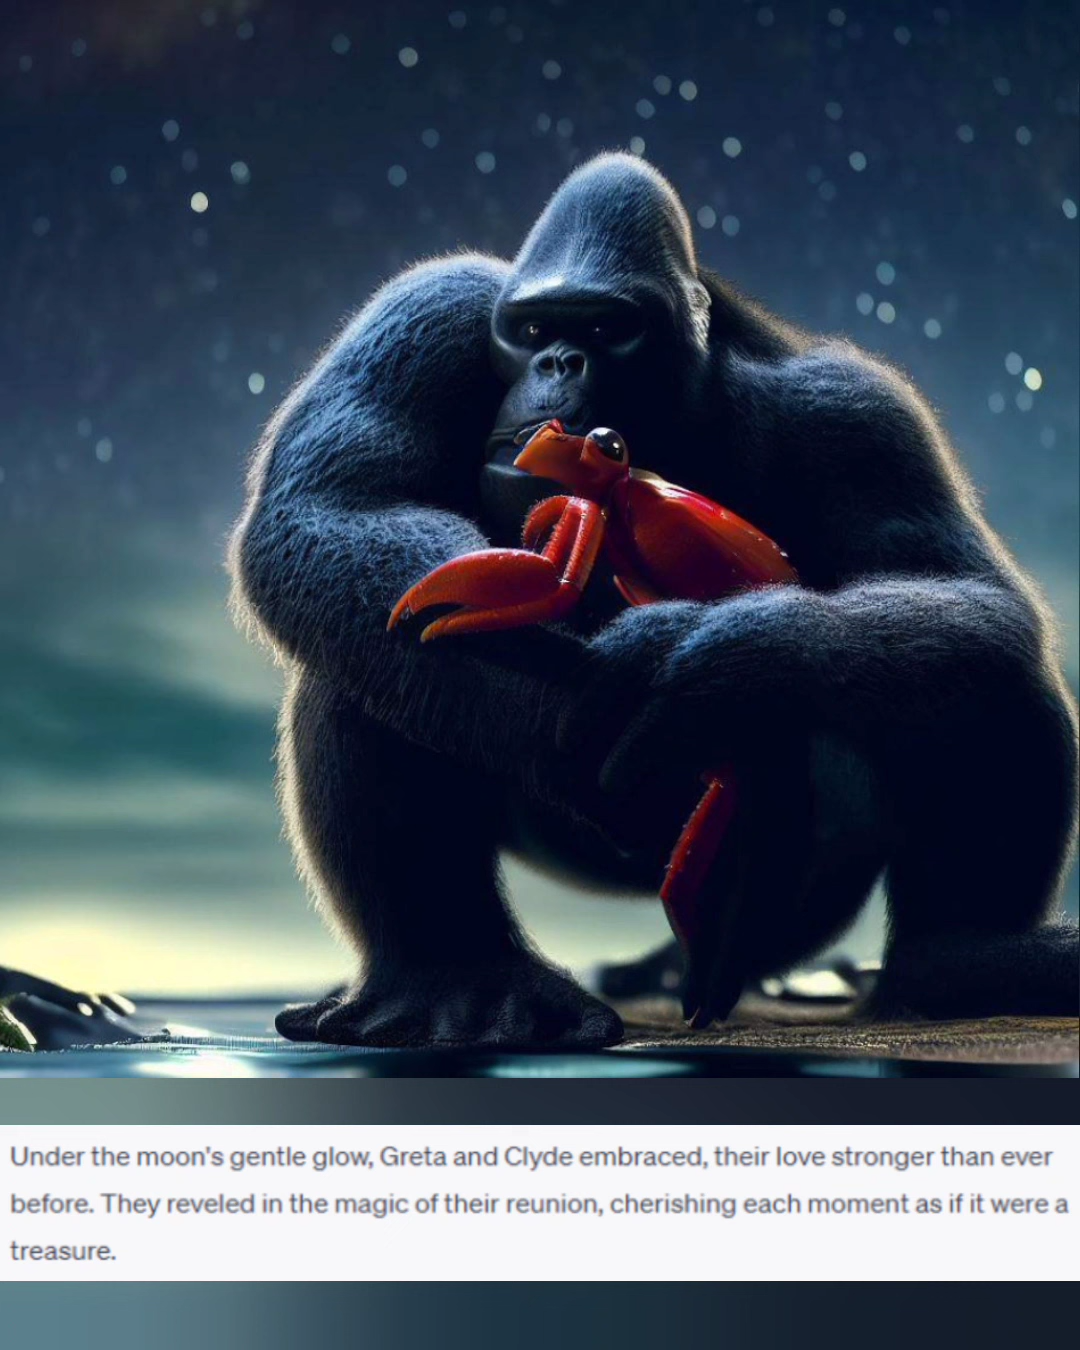 Under the moon's gentle glow, Greta and Clyde embraced, their love stronger than ever
before. They reveled in the magic of their reunion, cherishing each moment as if it were a
treasure.